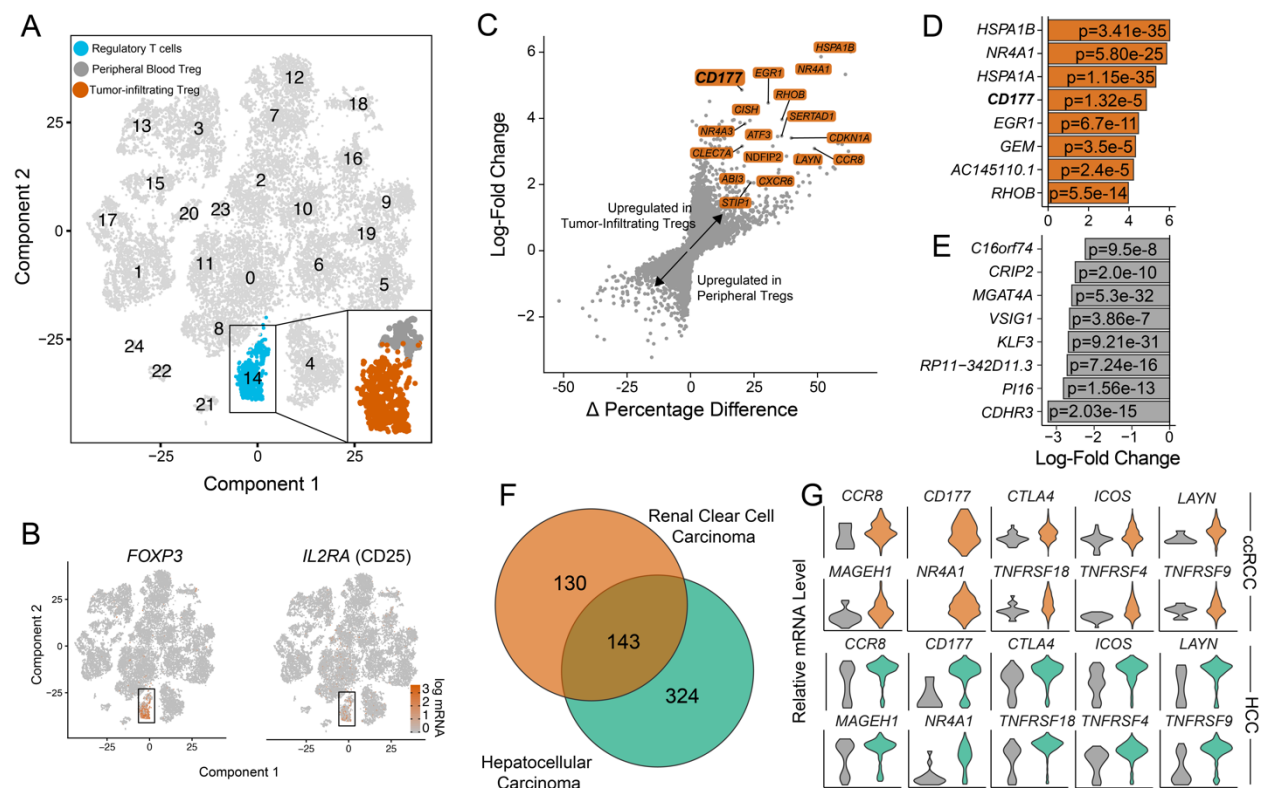 A
Regulatory T cells
Peripheral Blood Treg
Tumor-infiltrating Treg
12
18
7
13
3
16
15
2
9
20
23
10
17
19
11
1
0
6
5
8
24
22
4
14
21
25
0
−25
Component 2
−25
0
25
Component 1
B
FOXP3
IL2RA (CD25)
25
0
−25
Component 2
−25
0
25
−25
0
25
Component 1
3
2
1
0
log mRNA
C
HSPA1B
CD177
EGR1
NR4A1
RHOB
CISH
SERTAD1
NR4A3
ATF3
CDKN1A
CLEC7A
NDFIP2
LAYN
CCR8
ABI3
CXCR6
STIP1
Upregulated in
Tumor-Infiltrating Tregs
Upregulated in
Peripheral Tregs
6
4
2
0
−2
Log-Fold Change
−50
−25
0
25
50
Δ Percentage Difference
D
HSPA1B p=3.41e-35
NR4A1 p=5.80e-25
HSPA1A p=1.15e-35
CD177 p=1.32e-5
EGR1 p=6.7e-11
GEM p=3.5e-5
AC145110.1 p=2.4e-5
RHOB p=5.5e-14
0 2 4 6
E
C16orf74 p=9.5e-8
CRIP2 p=2.0e-10
MGAT4A p=5.3e-32
VSIG1 p=3.86e-7
KLF3 p=9.21e-31
RP11−342D11.3 p=7.24e-16
PI16 p=1.56e-13
CDHR3 p=2.03e-15
−3 −2 −1 0
Log-Fold Change
F
Renal Clear Cell
Carcinoma
130
143
324
Hepatocellular
Carcinoma
G
CCR8 CD177 CTLA4 ICOS LAYN
MAGEH1 NR4A1 TNFRSF18 TNFRSF4 TNFRSF9
ccRCC
CCR8 CD177 CTLA4 ICOS LAYN
MAGEH1 NR4A1 TNFRSF18 TNFRSF4 TNFRSF9
HCC
Relative mRNA Level